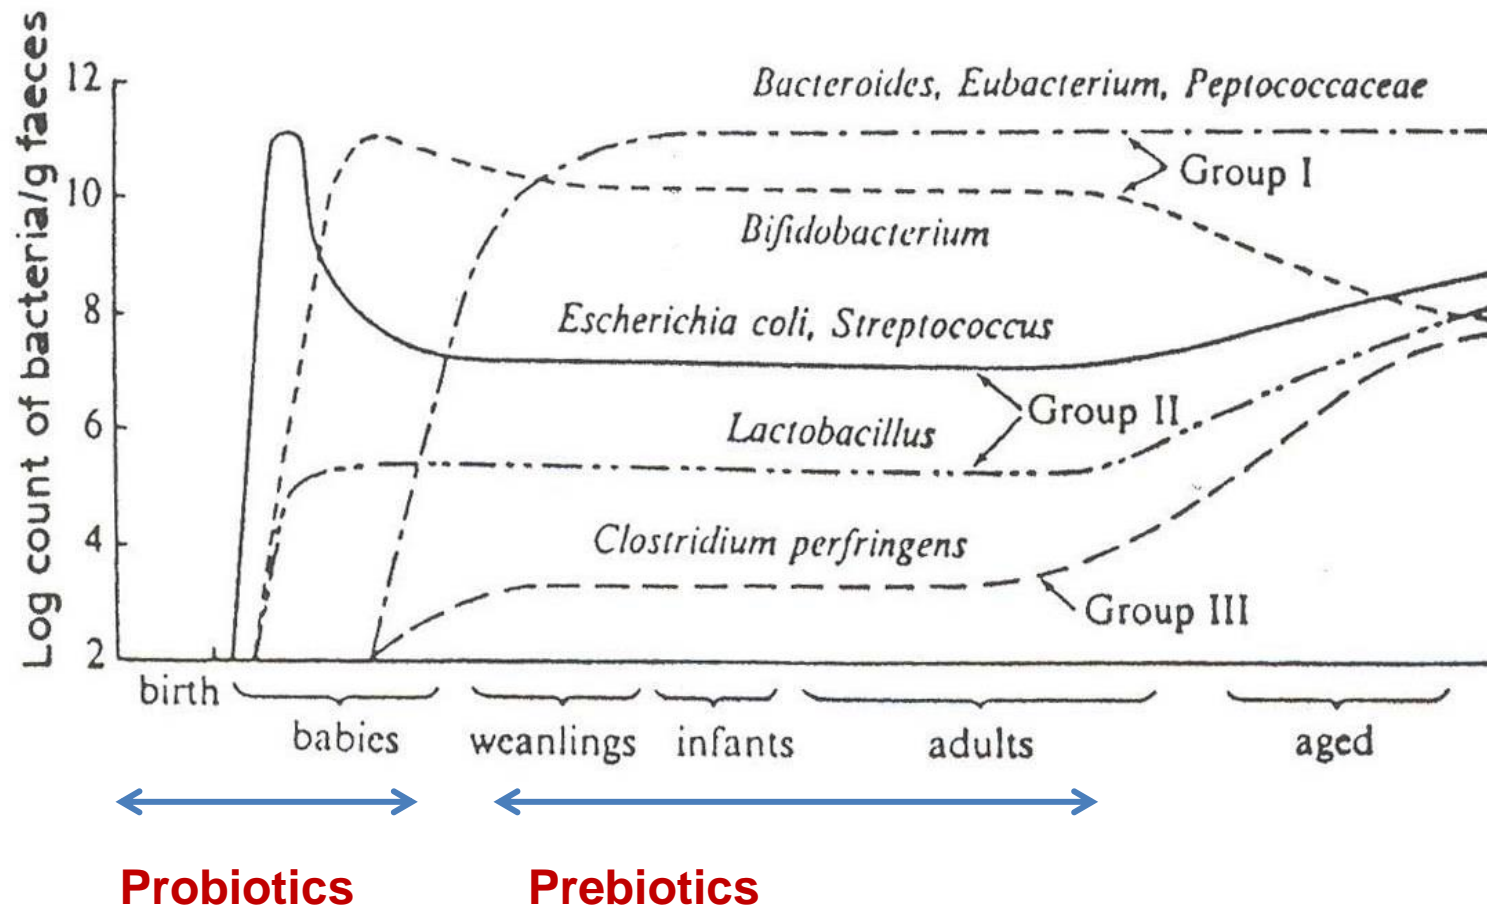 Log count of bacteria/g faeces
12
10
8
6
4
2
Bacteroides, Eubacterium, Peptococcaceae
Group I
Bifidobacterium
Escherichia coli, Streptococcus
Group II
Lactobacillus
Clostridium perfringens
Group III
birth
babies
weanlings
infants
adults
aged
Probiotics
Prebiotics